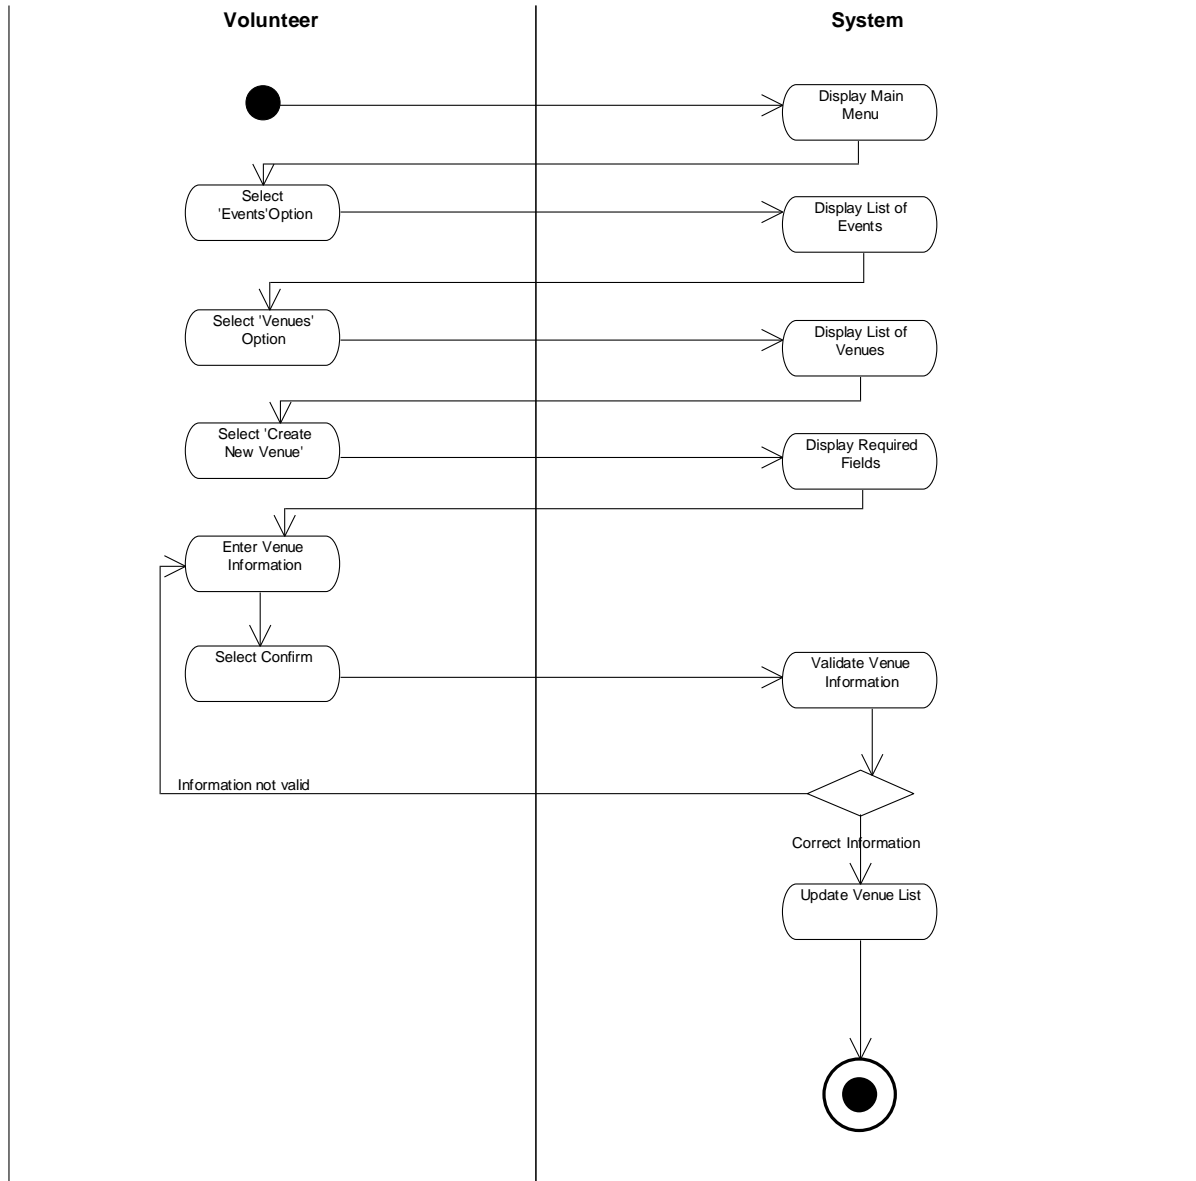 Volunteer
System
Display Main
Menu
Select
'Events'Option
Display List of
Events
Select 'Venues'
Option
Display List of
Venues
Select 'Create
New Venue'
Display Required
Fields
Enter Venue
Information
Select Confirm
Validate Venue
Information
Information not valid
Correct Information
Update Venue List